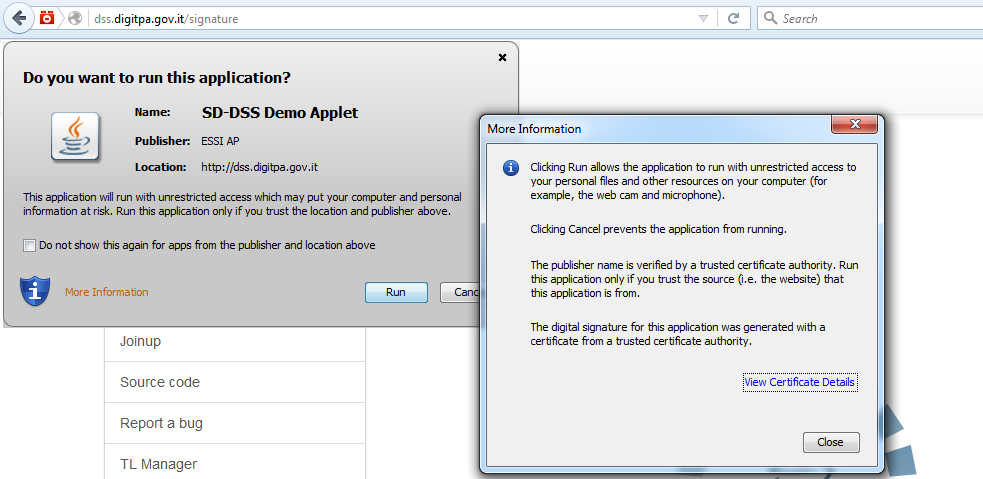 dss.digitpa.gov.it/signature
Search
Do you want to run this application?
Name: SD-DSS Demo Applet
Publisher: ESSI AP
Location: http://dss.digitpa.gov.it
This application will run with unrestricted access which may put your computer and personal
information at risk. Run this application only if you trust the location and publisher above.
Do not show this again for apps from the publisher and location above
More Information
Run
Canc
Joinup
Source code
Report a bug
TL Manager
More Information
Clicking Run allows the application to run with unrestricted access to
your personal files and other resources on your computer (for
example, the web cam and microphone).
Clicking Cancel prevents the application from running.
The publisher name is verified by a trusted certificate authority. Run
this application only if you trust the source (i.e. the website) that
this application is from.
The digital signature for this application was generated with a
certificate from a trusted certificate authority.
View Certificate Details
Close